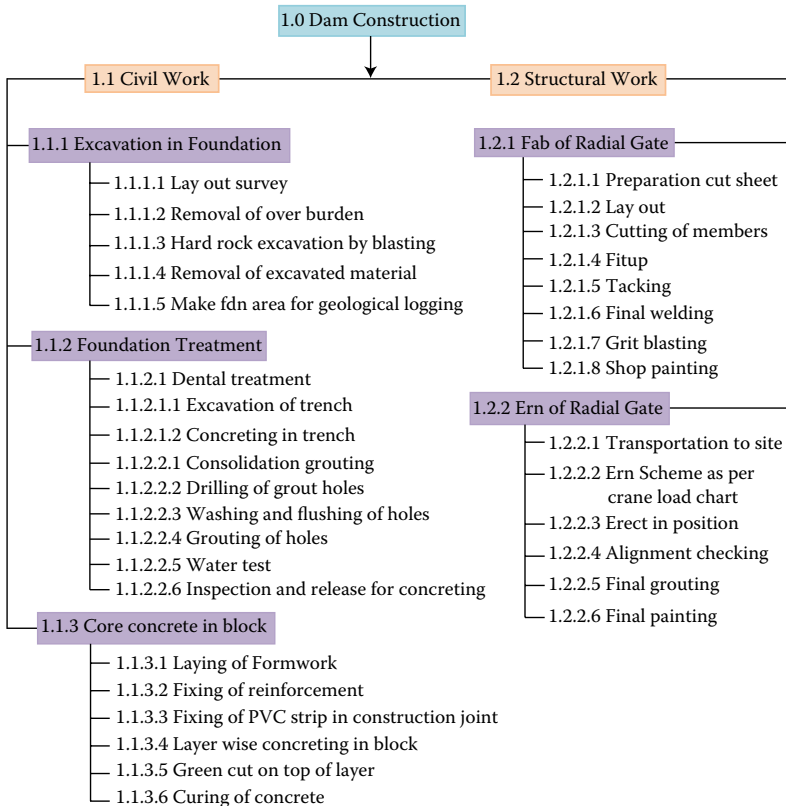 1.0 Dam Construction
1.1 Civil Work
1.1.1 Excavation in Foundation
1.1.1.1 Lay out survey
1.1.1.2 Removal of over burden
1.1.1.3 Hard rock excavation by blasting
1.1.1.4 Removal of excavated material
1.1.1.5 Make fdn area for geological logging
1.1.2 Foundation Treatment
1.1.2.1 Dental treatment
1.1.2.1.1 Excavation of trench
1.1.2.1.2 Concreting in trench
1.1.2.2.1 Consolidation grouting
1.1.2.2.2 Drilling of grout holes
1.1.2.2.3 Washing and flushing of holes
1.1.2.2.4 Grouting of holes
1.1.2.2.5 Water test
1.1.2.2.6 Inspection and release for concreting
1.1.3 Core concrete in block
1.1.3.1 Laying of Formwork
1.1.3.2 Fixing of reinforcement
1.1.3.3 Fixing of PVC strip in construction joint
1.1.3.4 Layer wise concreting in block
1.1.3.5 Green cut on top of layer
1.1.3.6 Curing of concrete
1.2 Structural Work
1.2.1 Fab of Radial Gate
1.2.1.1 Preparation cut sheet
1.2.1.2 Lay out
1.2.1.3 Cutting of members
1.2.1.4 Fitup
1.2.1.5 Tacking
1.2.1.6 Final welding
1.2.1.7 Grit blasting
1.2.1.8 Shop painting
1.2.2 Ern of Radial Gate
1.2.2.1 Transportation to site
1.2.2.2 Ern Scheme as per
crane load chart
1.2.2.3 Erect in position
1.2.2.4 Alignment checking
1.2.2.5 Final grouting
1.2.2.6 Final painting